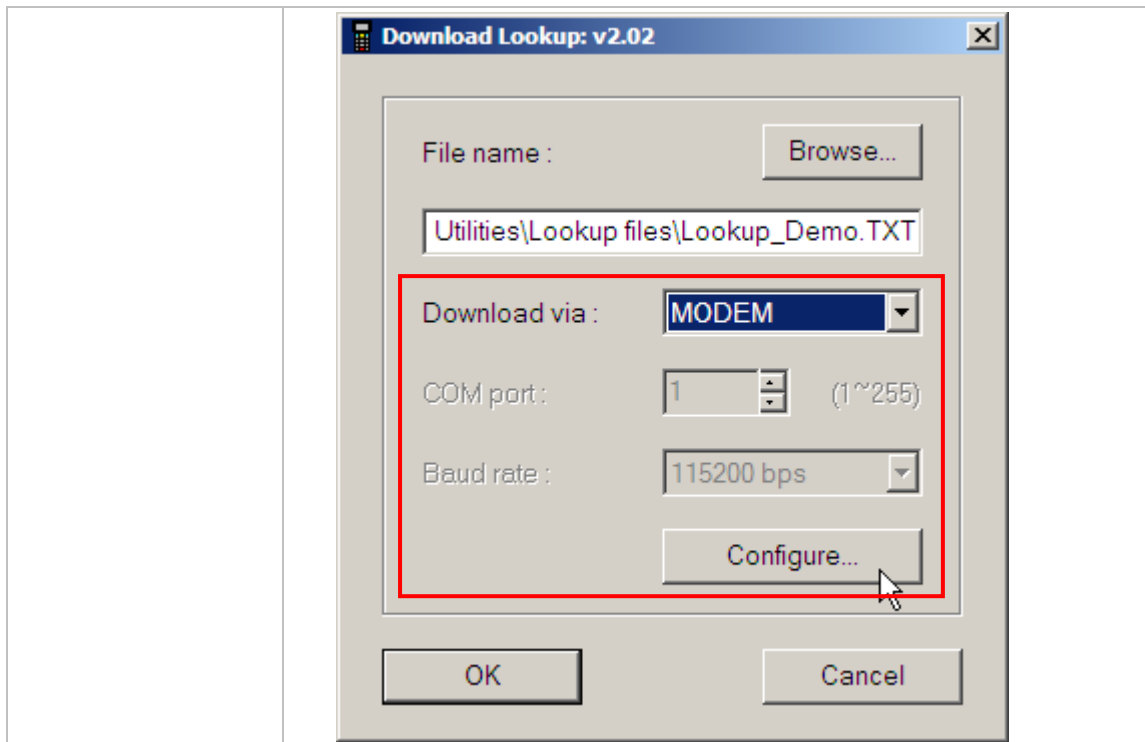 Download Lookup: v2.02
File name :
Browse...
Utilities\Lookup files\Lookup_Demo.TXT
Download via :
MODEM
COM port :
1
(1~255)
Baud rate :
115200 bps
Configure...
OK
Cancel